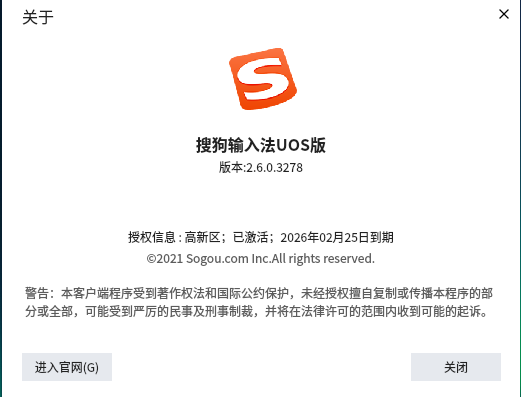 关于
搜狗输入法UOS版
版本:2.6.0.3278
授权信息 : 高新区；已激活；2026年02月25日到期
©2021 Sogou.com Inc.All rights reserved.
警告：本客户端程序受到著作权法和国际公约保护，未经授权擅自复制或传播本程序的部
分或全部，可能受到严厉的民事及刑事制裁，并将在法律许可的范围内收到可能的起诉。
进入官网(G)
关闭